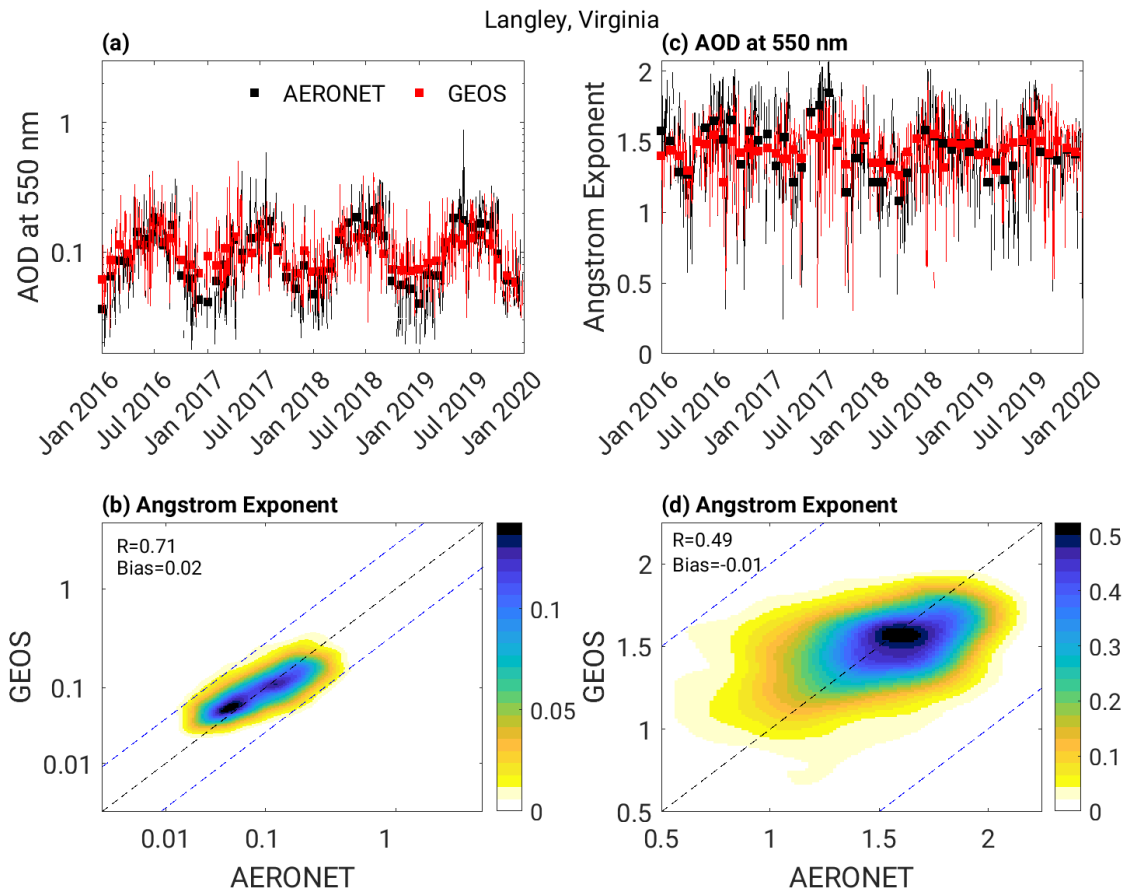 Langley, Virginia
(a)
AERONET
GEOS
AOD at 550 nm
1
0.1
Jan 2016
Jul 2016
Jan 2017
Jul 2017
Jan 2018
Jul 2018
Jan 2019
Jul 2019
Jan 2020
(c) AOD at 550 nm
Angstrom Exponent
2
1.5
1
0.5
0
Jan 2016
Jul 2016
Jan 2017
Jul 2017
Jan 2018
Jul 2018
Jan 2019
Jul 2019
Jan 2020
(b) Angstrom Exponent
R=0.71
Bias=0.02
GEOS
1
0.1
0.01
0.01
0.1
1
AERONET
0.1
0.05
0
(d) Angstrom Exponent
R=0.49
Bias=-0.01
GEOS
2
1.5
1
0.5
0.5
1
1.5
2
AERONET
0.5
0.4
0.3
0.2
0.1
0